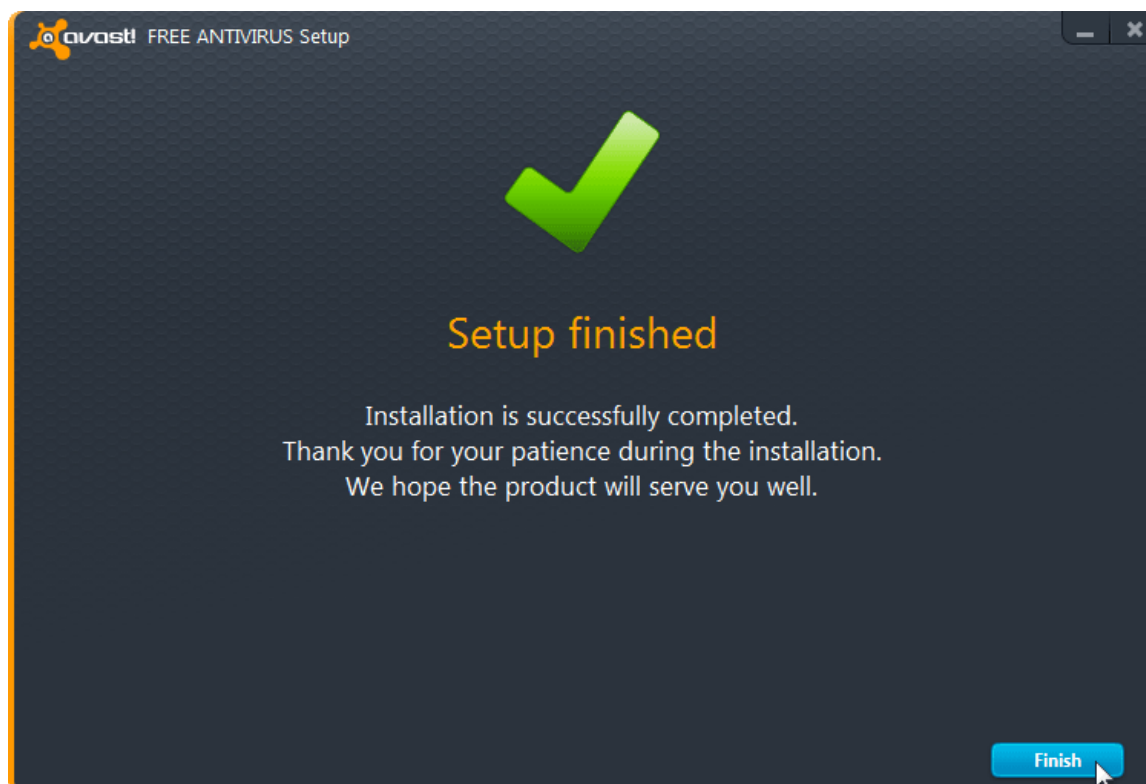 avast! FREE ANTIVIRUS Setup
Setup finished
Installation is successfully completed.
Thank you for your patience during the installation.
We hope the product will serve you well.
Finish